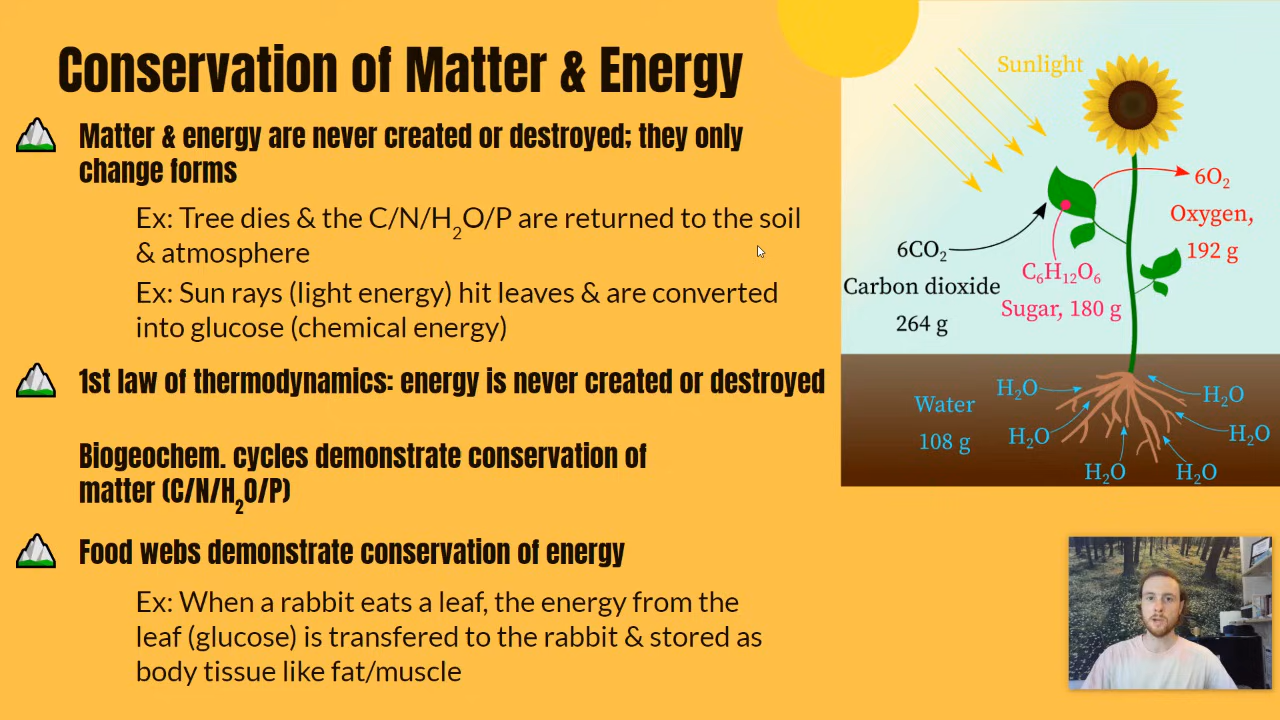 Conservation of Matter & Energy
Matter & energy are never created or destroyed; they only
change forms
Ex: Tree dies & the C/N/H₂O/P are returned to the soil
& atmosphere
Ex: Sun rays (light energy) hit leaves & are converted
into glucose (chemical energy)
1st law of thermodynamics: energy is never created or destroyed
Biogeochem. cycles demonstrate conservation of
matter (C/N/H₂O/P)
Food webs demonstrate conservation of energy
Ex: When a rabbit eats a leaf, the energy from the
leaf (glucose) is transfered to the rabbit & stored as
body tissue like fat/muscle
Sunlight
6O₂
Oxygen,
192 g
6CO₂
Carbon dioxide
264 g
C₆H₁₂O₆
Sugar, 180 g
Water
108 g
H₂O
H₂O
H₂O
H₂O
H₂O
H₂O